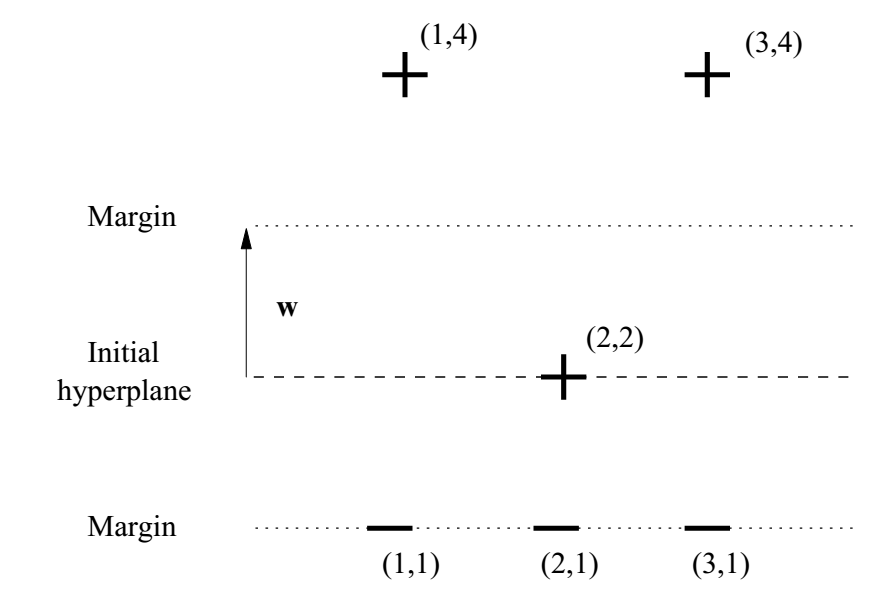 (1,4)
(3,4)
Margin
w
(2,2)
Initial
hyperplane
Margin
(1,1)
(2,1)
(3,1)